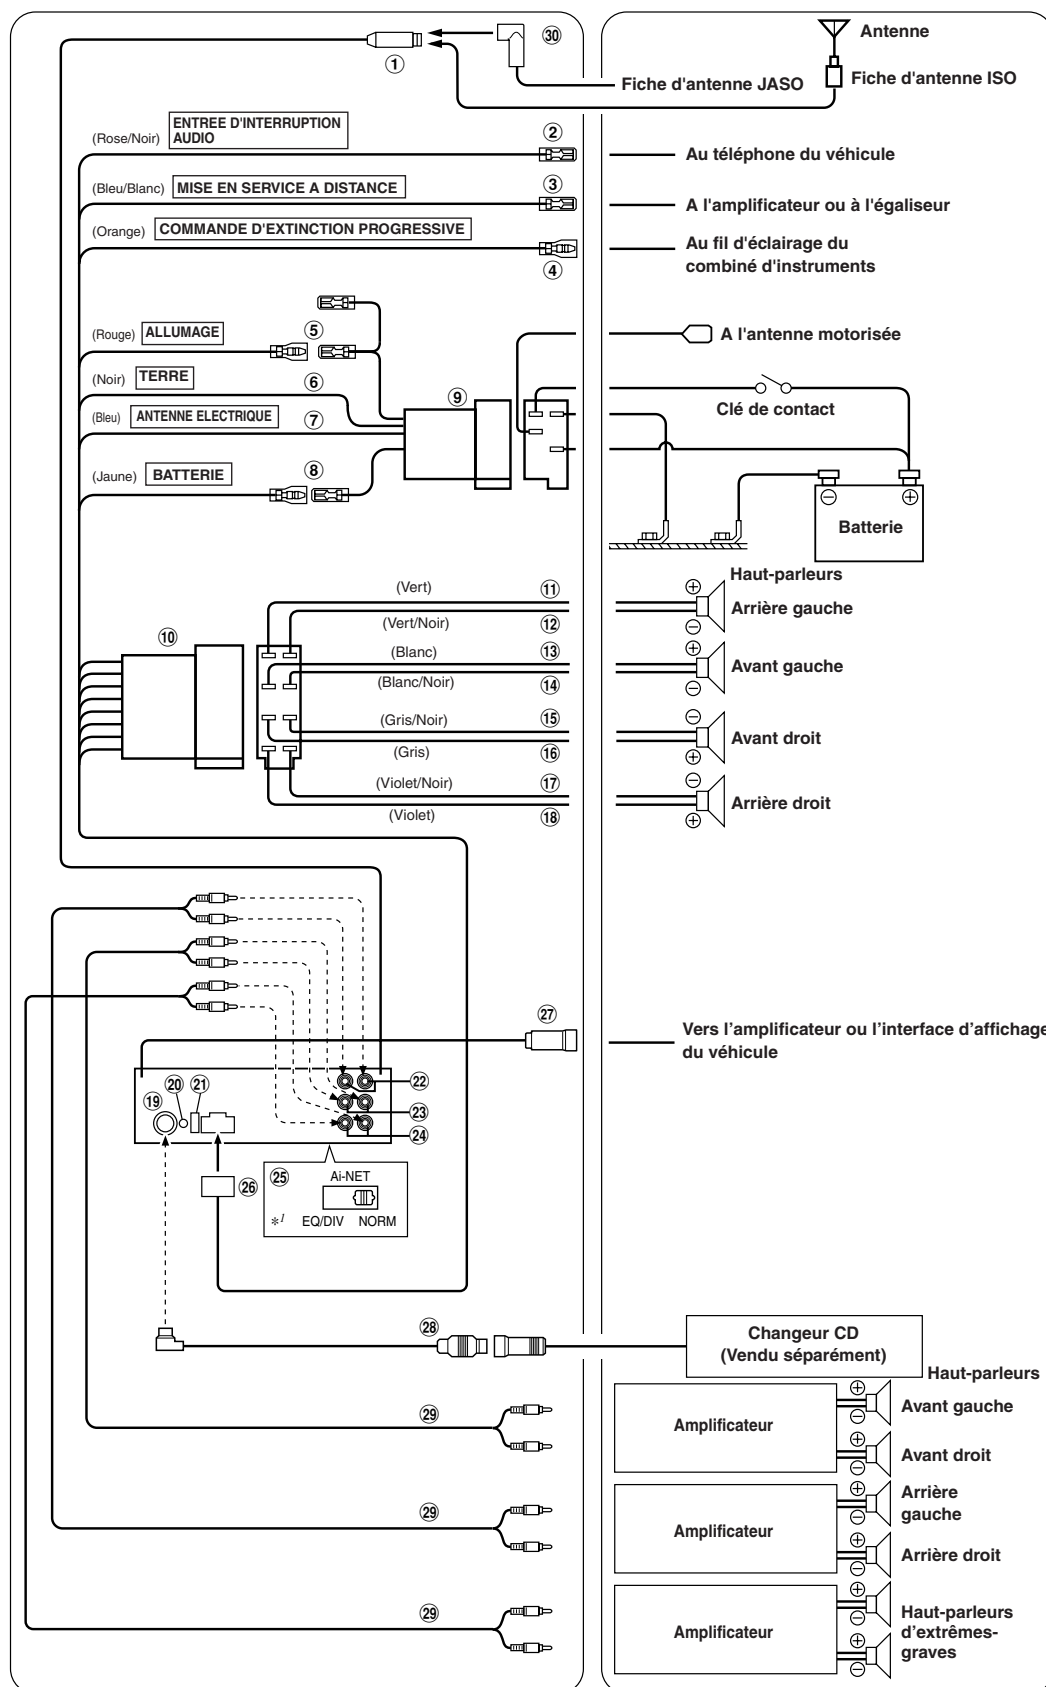 Antenne
①
㉚
Fiche d'antenne JASO
Fiche d'antenne ISO
(Rose/Noir)
ENTREE D'INTERRUPTION
AUDIO
②
Au téléphone du véhicule
(Bleu/Blanc)
MISE EN SERVICE A DISTANCE
③
A l'amplificateur ou à l'égaliseur
(Orange)
COMMANDE D'EXTINCTION PROGRESSIVE
④
Au fil d'éclairage du
combiné d'instruments
(Rouge)
ALLUMAGE
⑤
A l'antenne motorisée
(Noir)
TERRE
⑥
⑨
Clé de contact
(Bleu)
ANTENNE ELECTRIQUE
⑦
(Jaune)
BATTERIE
⑧
⊖ ⊕
Batterie
Haut-parleurs
(Vert)
⑪
⊕
Arrière gauche
(Vert/Noir)
⑫
⊖
⑩
(Blanc)
⑬
⊕
Avant gauche
(Blanc/Noir)
⑭
⊖
(Gris/Noir)
⑮
⊖
Avant droit
(Gris)
⑯
⊕
(Violet/Noir)
⑰
⊖
Arrière droit
(Violet)
⑱
⊕
㉗
Vers l’amplificateur ou l’interface d’affichage
du véhicule
⑲
⑳
㉑
㉒
㉓
㉔
㉕
Ai-NET
*1
EQ/DIV
NORM
㉖
㉘
Changeur CD
(Vendu séparément)
Haut-parleurs
㉙
Amplificateur
⊕
⊖
Avant gauche
⊕
⊖
Avant droit
㉙
Amplificateur
⊕
⊖
Arrière
gauche
⊕
⊖
Arrière droit
㉙
Amplificateur
⊕
⊖
⊕
⊖
Haut-parleurs
d’extrêmes-
graves